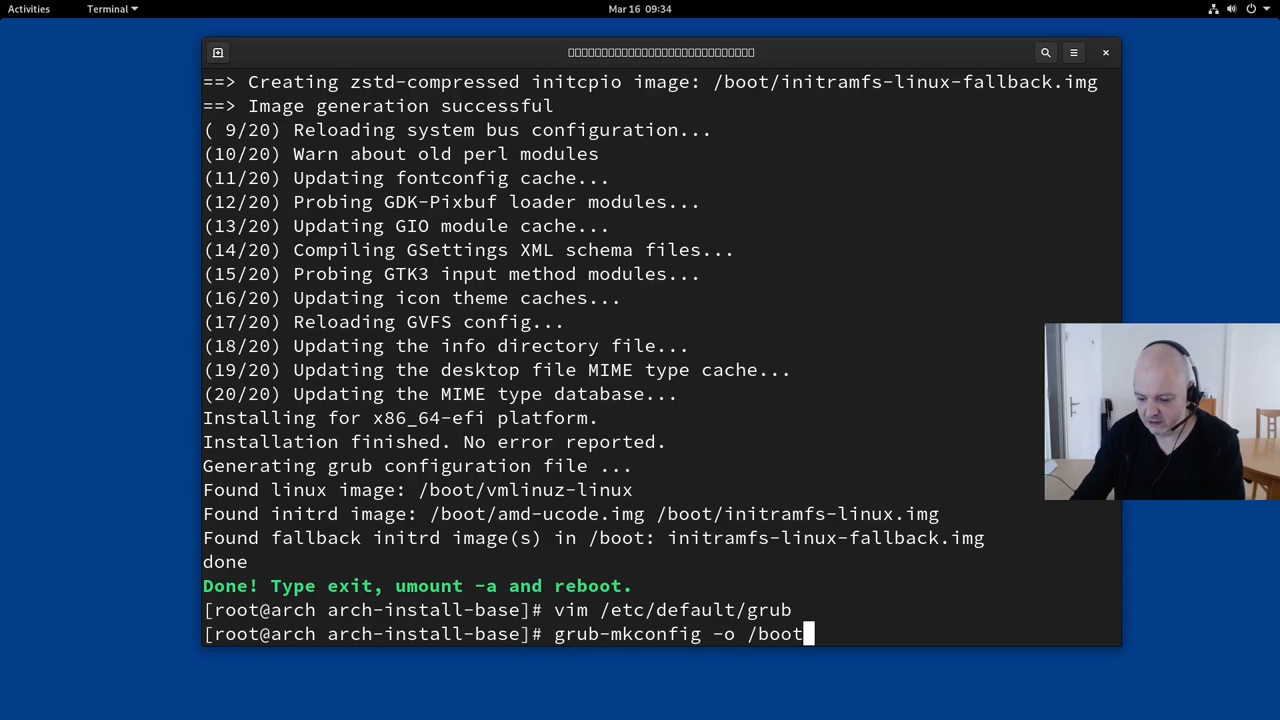 Activities Terminal Mar 16 09:34
==> Creating zstd-compressed initcpio image: /boot/initramfs-linux-fallback.img
==> Image generation successful
( 9/20) Reloading system bus configuration...
(10/20) Warn about old perl modules
(11/20) Updating fontconfig cache...
(12/20) Probing GDK-Pixbuf loader modules...
(13/20) Updating GIO module cache...
(14/20) Compiling GSettings XML schema files...
(15/20) Probing GTK3 input method modules...
(16/20) Updating icon theme caches...
(17/20) Reloading GVFS config...
(18/20) Updating the info directory file...
(19/20) Updating the desktop file MIME type cache...
(20/20) Updating the MIME type database...
Installing for x86_64-efi platform.
Installation finished. No error reported.
Generating grub configuration file ...
Found linux image: /boot/vmlinuz-linux
Found initrd image: /boot/amd-ucode.img /boot/initramfs-linux.img
Found fallback initrd image(s) in /boot: initramfs-linux-fallback.img
done
Done! Type exit, umount -a and reboot.
[root@arch arch-install-base]# vim /etc/default/grub
[root@arch arch-install-base]# grub-mkconfig -o /boot